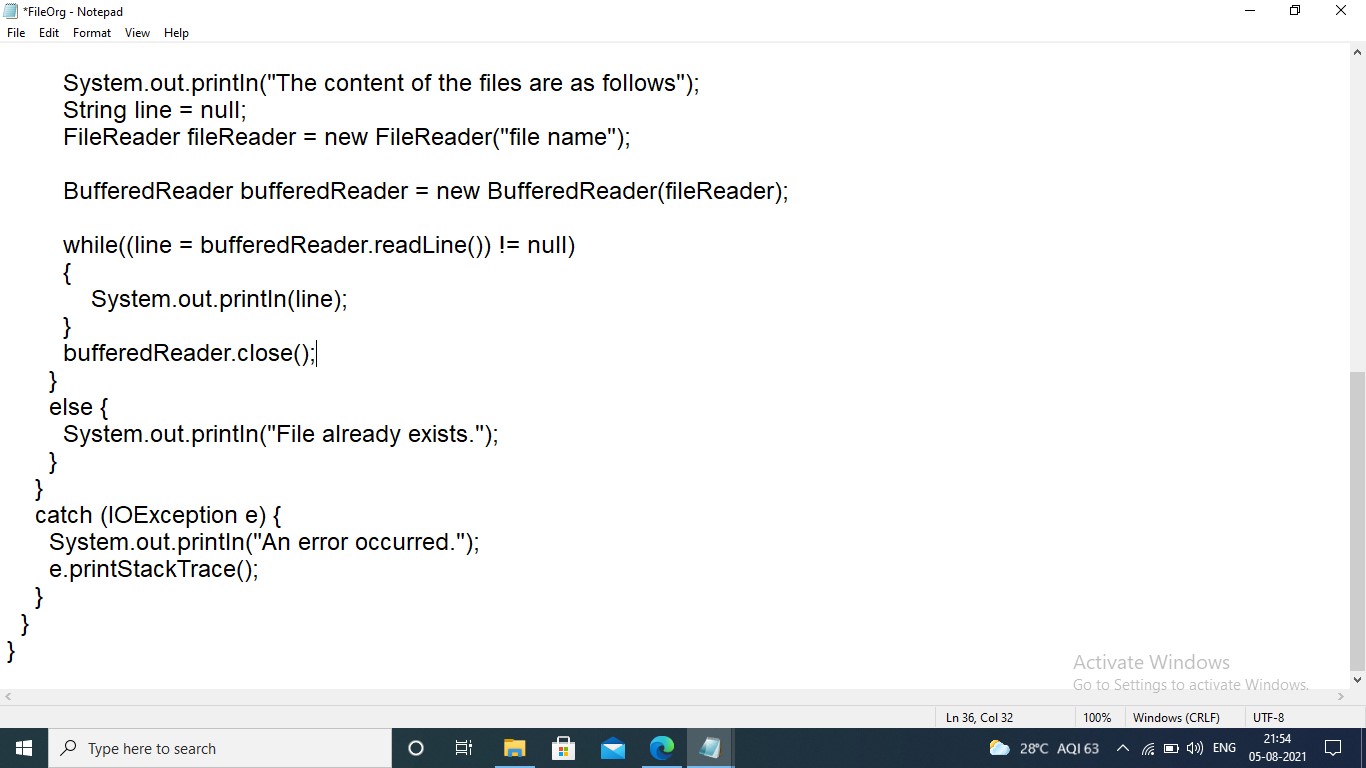 *FileOrg - Notepad
File Edit Format View Help
System.out.println("The content of the files are as follows");
String line = null;
FileReader fileReader = new FileReader("file name");
BufferedReader bufferedReader = new BufferedReader(fileReader);
while((line = bufferedReader.readLine()) != null)
{
System.out.println(line);
}
bufferedReader.close();
}
else {
System.out.println("File already exists.");
}
}
catch (IOException e) {
System.out.println("An error occurred.");
e.printStackTrace();
}
}
}
Activate Windows
Go to Settings to activate Windows.
Ln 36, Col 32 100% Windows (CRLF) UTF-8
Type here to search 28°C AQI 63 ENG 21:54
05-08-2021